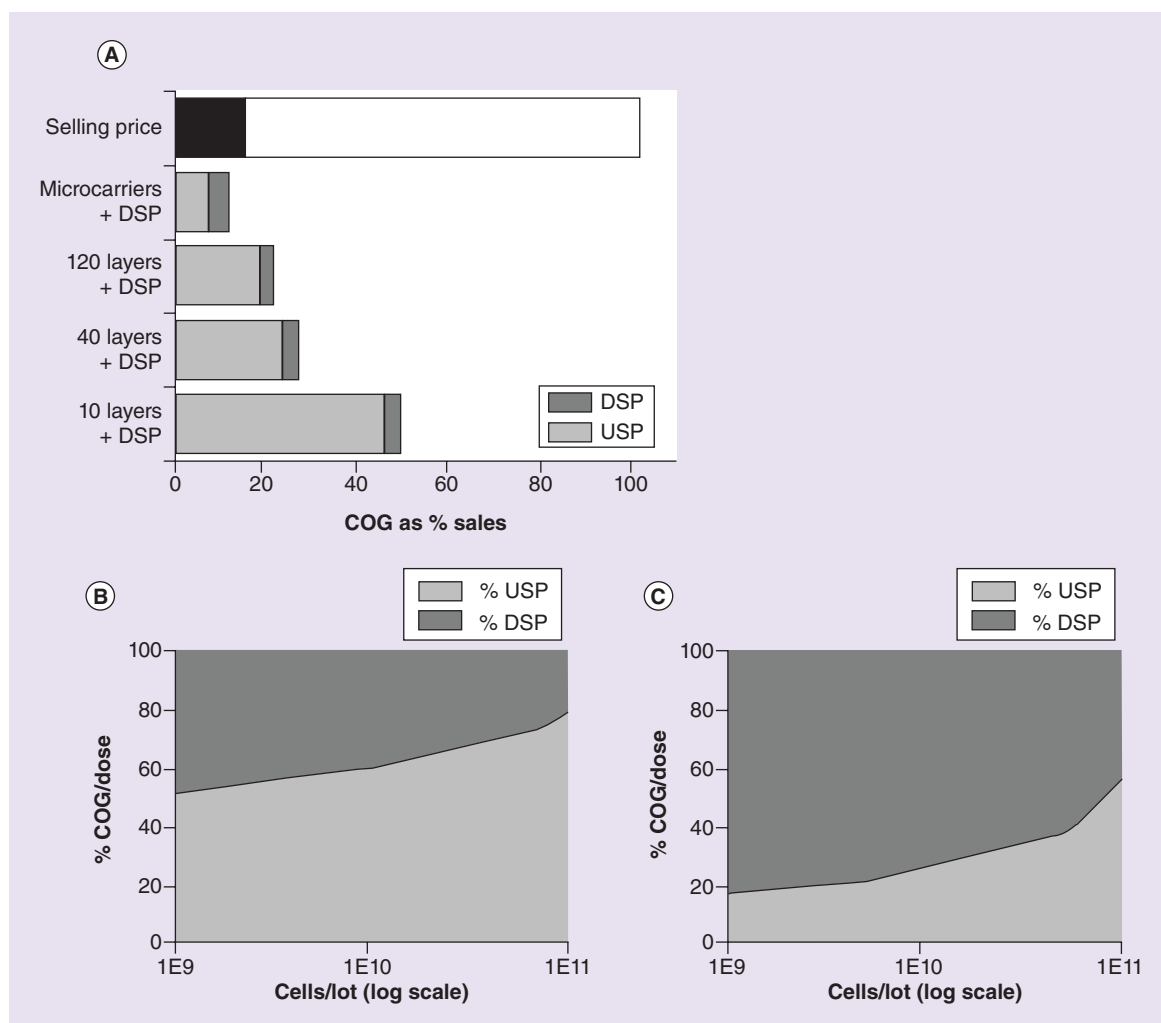 A
Selling price
Microcarriers
+ DSP
120 layers
+ DSP
40 layers
+ DSP
10 layers
+ DSP
DSP
USP
0 20 40 60 80 100
COG as % sales
B
% USP
% DSP
100
80
60
40
20
0
% COG/dose
1E9 1E10 1E11
Cells/lot (log scale)
C
% USP
% DSP
100
80
60
40
20
0
% COG/dose
1E9 1E10 1E11
Cells/lot (log scale)